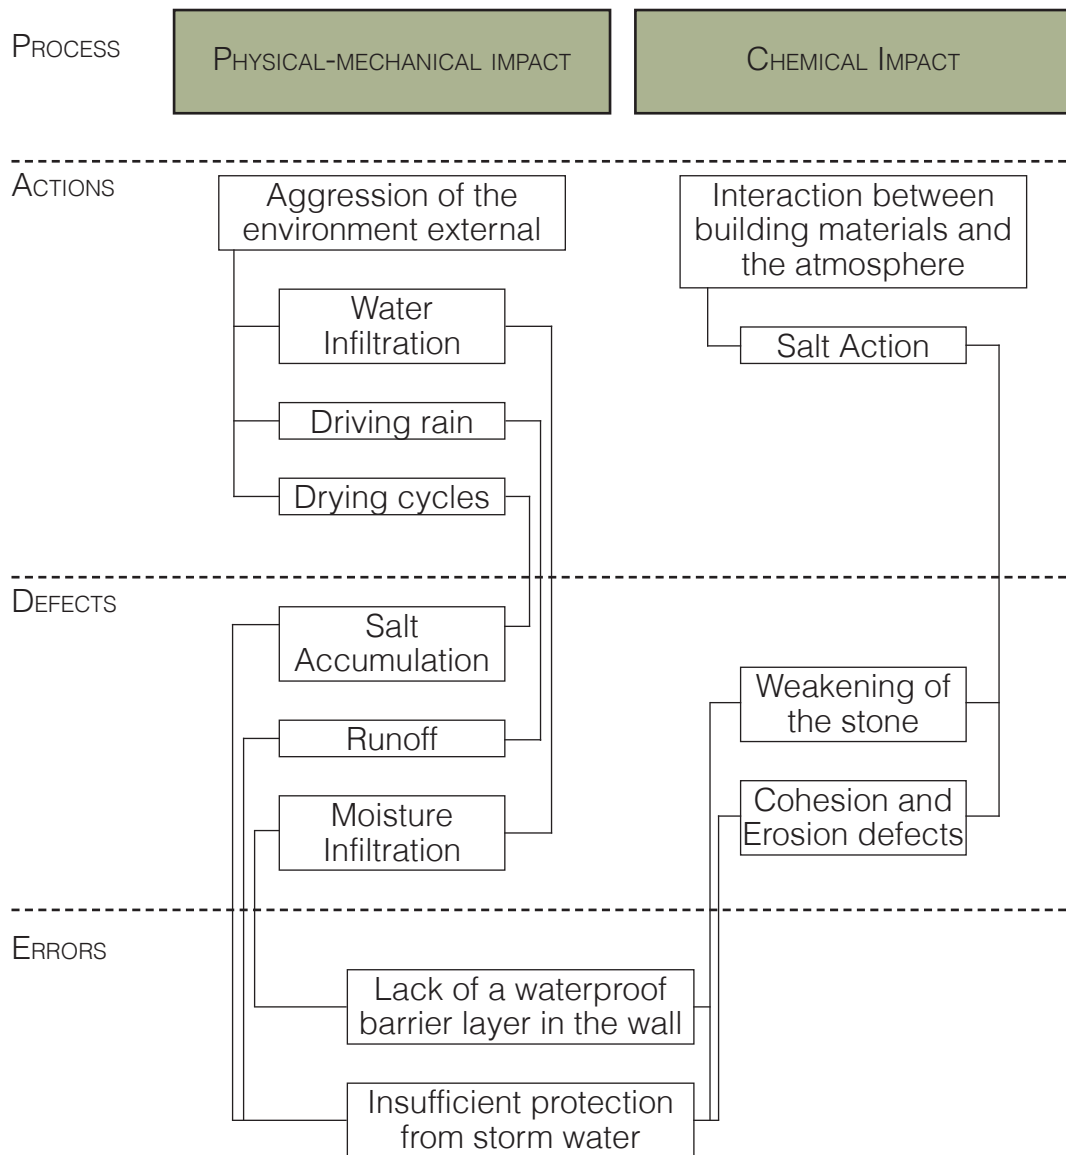 Process
Physical-mechanical impact
Chemical Impact
Actions
Aggression of the
environment external
Interaction between
building materials and
the atmosphere
Water
Infiltration
Salt Action
Driving rain
Drying cycles
Defects
Salt
Accumulation
Weakening of
the stone
Runoff
Moisture
Infiltration
Cohesion and
Erosion defects
Errors
Lack of a waterproof
barrier layer in the wall
Insufficient protection
from storm water